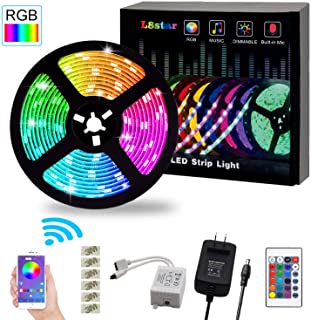 RGB
L8star
RGB
MUSIC
DIMMABLE
Built-in Mic
LED Strip Light